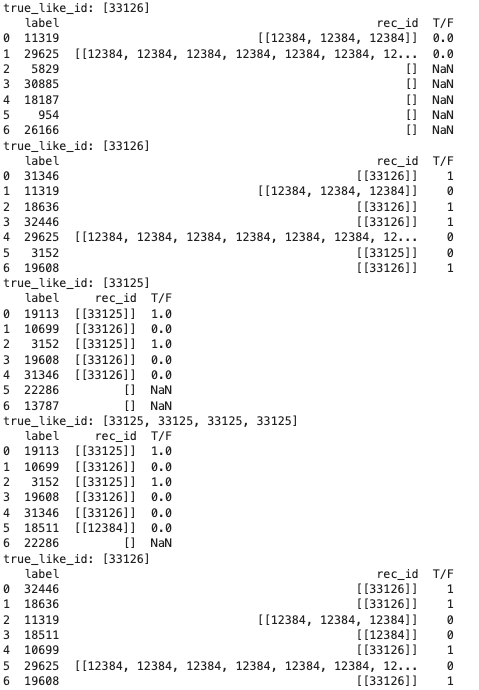 true_like_id: [33126]
label rec_id T/F
0 11319 [[12384, 12384, 12384]] 0.0
1 29625 [[12384, 12384, 12384, 12384, 12384, 12384, 12... 0.0
2 5829 [] NaN
3 30885 [] NaN
4 18187 [] NaN
5 954 [] NaN
6 26166 [] NaN
true_like_id: [33126]
label rec_id T/F
0 31346 [[33126]] 1
1 11319 [[12384, 12384, 12384]] 0
2 18636 [[33126]] 1
3 32446 [[33126]] 1
4 29625 [[12384, 12384, 12384, 12384, 12384, 12384, 12... 0
5 3152 [[33125]] 0
6 19608 [[33126]] 1
true_like_id: [33125]
label rec_id T/F
0 19113 [[33125]] 1.0
1 10699 [[33126]] 0.0
2 3152 [[33125]] 1.0
3 19608 [[33126]] 0.0
4 31346 [[33126]] 0.0
5 22286 [] NaN
6 13787 [] NaN
true_like_id: [33125, 33125, 33125, 33125]
label rec_id T/F
0 19113 [[33125]] 1.0
1 10699 [[33126]] 0.0
2 3152 [[33125]] 1.0
3 19608 [[33126]] 0.0
4 31346 [[33126]] 0.0
5 18511 [[12384]] 0.0
6 22286 [] NaN
true_like_id: [33126]
label rec_id T/F
0 32446 [[33126]] 1
1 18636 [[33126]] 1
2 11319 [[12384, 12384, 12384]] 0
3 18511 [[12384]] 0
4 10699 [[33126]] 1
5 29625 [[12384, 12384, 12384, 12384, 12384, 12384, 12... 0
6 19608 [[33126]] 1